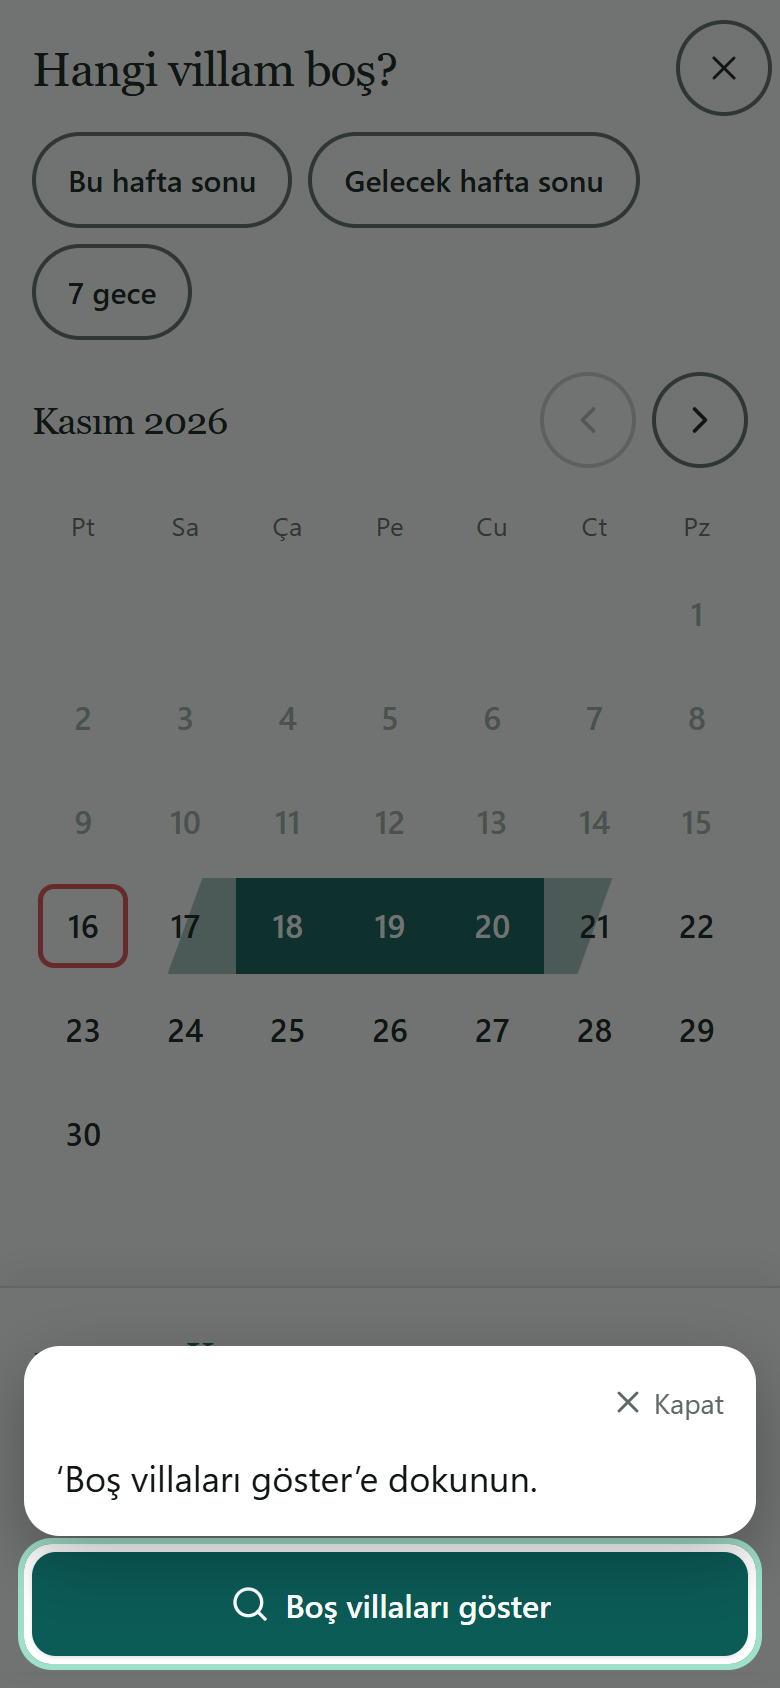 Hangi villam boş?
Bu hafta sonu
Gelecek hafta sonu
7 gece
Kasım 2026
Pt Sa Ça Pe Cu Ct Pz
1
2 3 4 5 6 7 8
9 10 11 12 13 14 15
16 17 18 19 20 21 22
23 24 25 26 27 28 29
30
Kapat
‘Boş villaları göster’e dokunun.
Boş villaları göster